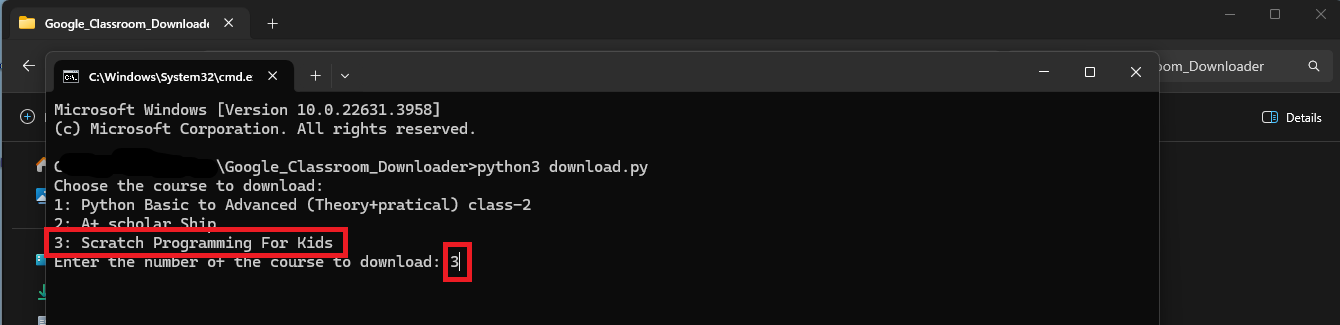 Google_Classroom_Downloade
C:\Windows\System32\cmd.e
oom_Downloader
Details
Microsoft Windows [Version 10.0.22631.3958]
(c) Microsoft Corporation. All rights reserved.
C \Google_Classroom_Downloader>python3 download.py
Choose the course to download:
1: Python Basic to Advanced (Theory+pratical) class-2
2: A+ scholar Ship
3: Scratch Programming For Kids
Enter the number of the course to download: 3